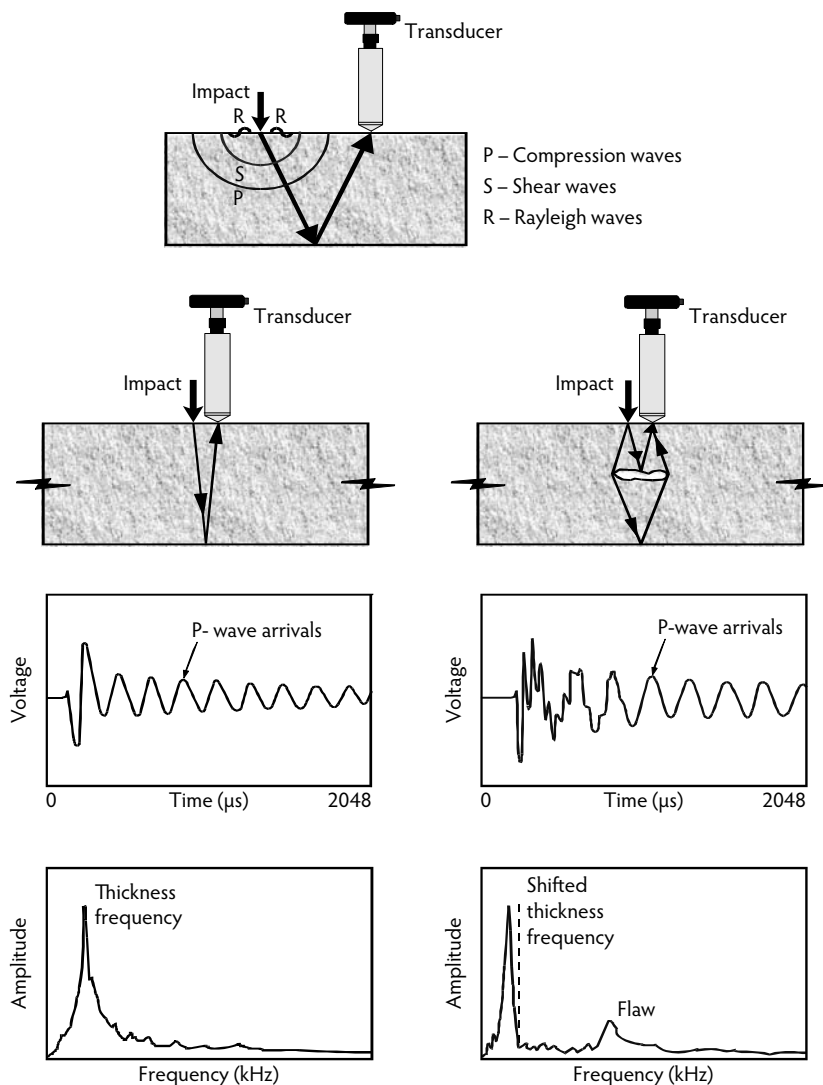 Transducer
Impact
R R
S
P
P – Compression waves
S – Shear waves
R – Rayleigh waves
Transducer
Impact
Transducer
Impact
P- wave arrivals
Voltage
0 Time (µs) 2048
P-wave arrivals
Voltage
0 Time (µs) 2048
Thickness
frequency
Amplitude
Frequency (kHz)
Shifted
thickness
frequency
Flaw
Amplitude
Frequency (kHz)